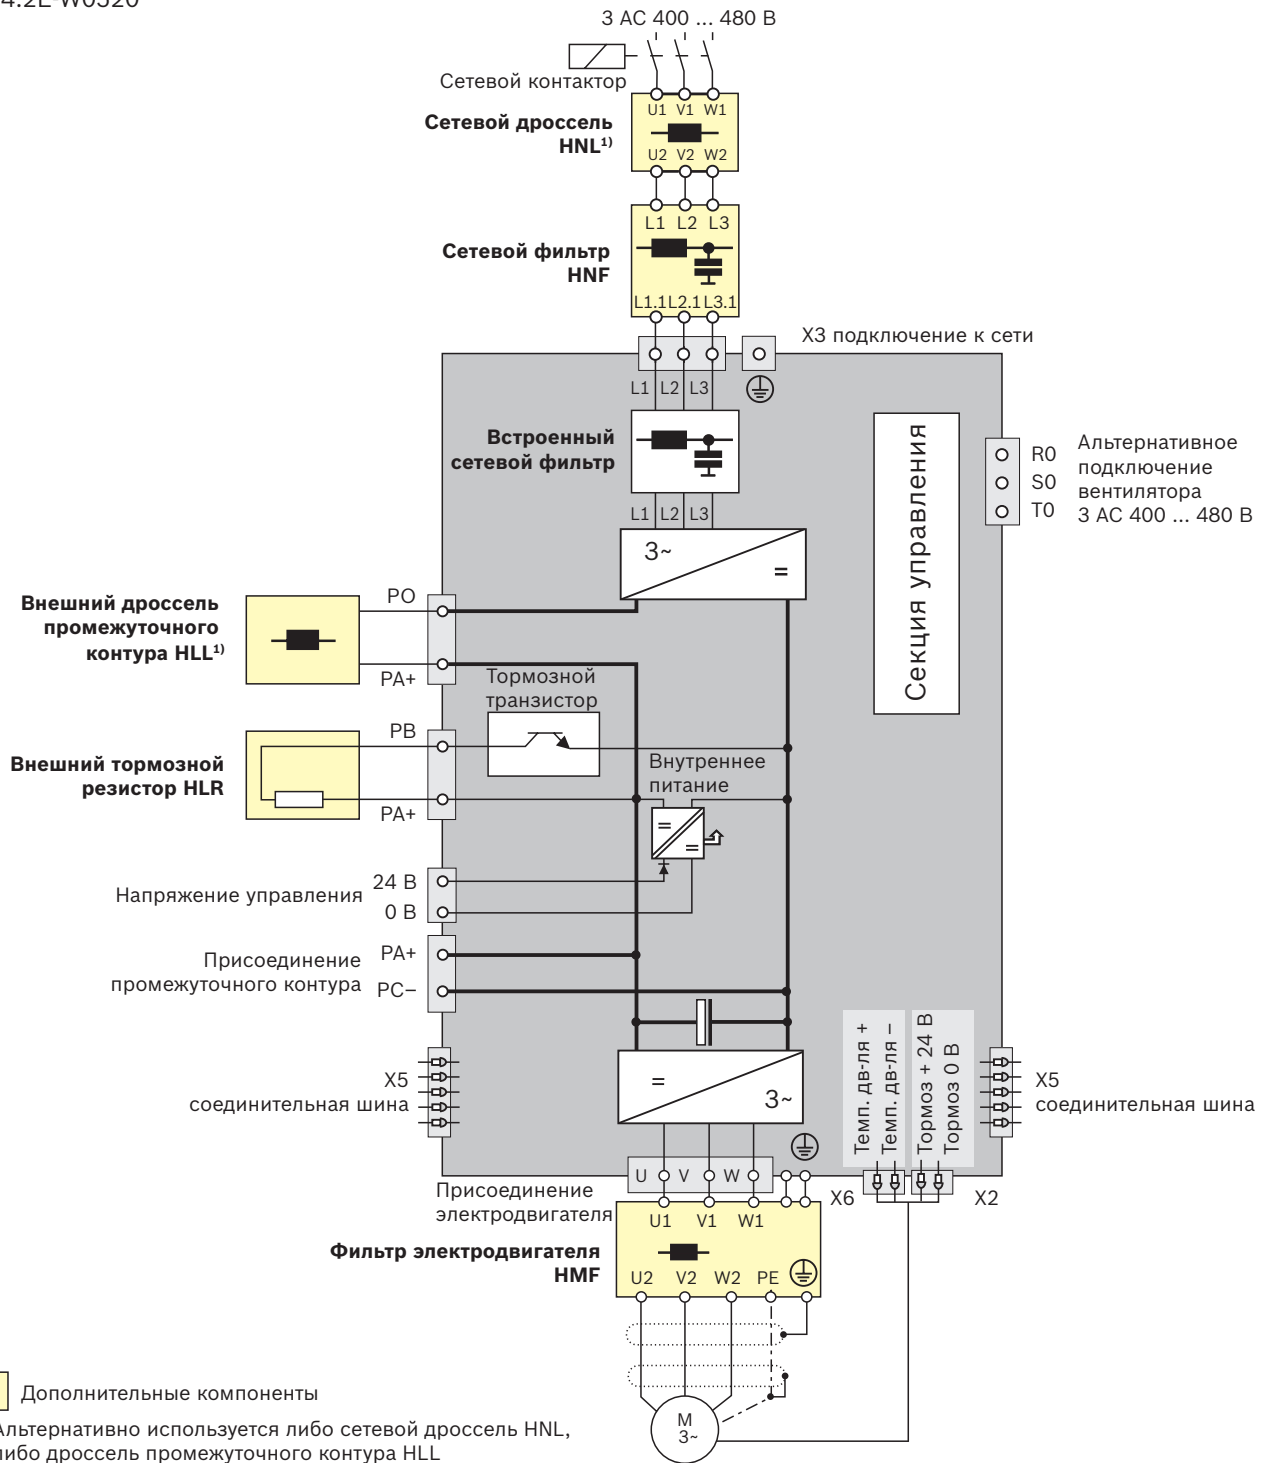 3 AC 400 ... 480 В
Сетевой контактор
U1 V1 W1
Сетевой дроссель
HNL¹⁾
U2 V2 W2
L1 L2 L3
Сетевой фильтр
HNF
L1.1 L2.1 L3.1
X3 подключение к сети
L1 L2 L3
Встроенный
сетевой фильтр
L1 L2 L3
3~
=
Секция управления
R0
S0
T0
Альтернативное
подключение
вентилятора
3 AC 400 ... 480 В
Внешний дроссель
промежуточного
контура HLL¹⁾
PO
PA+
Тормозной
транзистор
Внешний тормозной
резистор HLR
PB
PA+
Внутреннее
питание
=
=
Напряжение управления
24 В
0 В
Присоединение
промежуточного контура
PA+
PC−
X5
соединительная шина
=
3~
Темп. дв-ля +
Темп. дв-ля −
Тормоз + 24 В
Тормоз 0 В
X5
соединительная шина
U V W
Присоединение
электродвигателя
X6
X2
U1 V1 W1
Фильтр электродвигателя
HMF
U2 V2 W2 PE
M
3~
Дополнительные компоненты
Альтернативно используется либо сетевой дроссель HNL,
либо дроссель промежуточного контура HLL